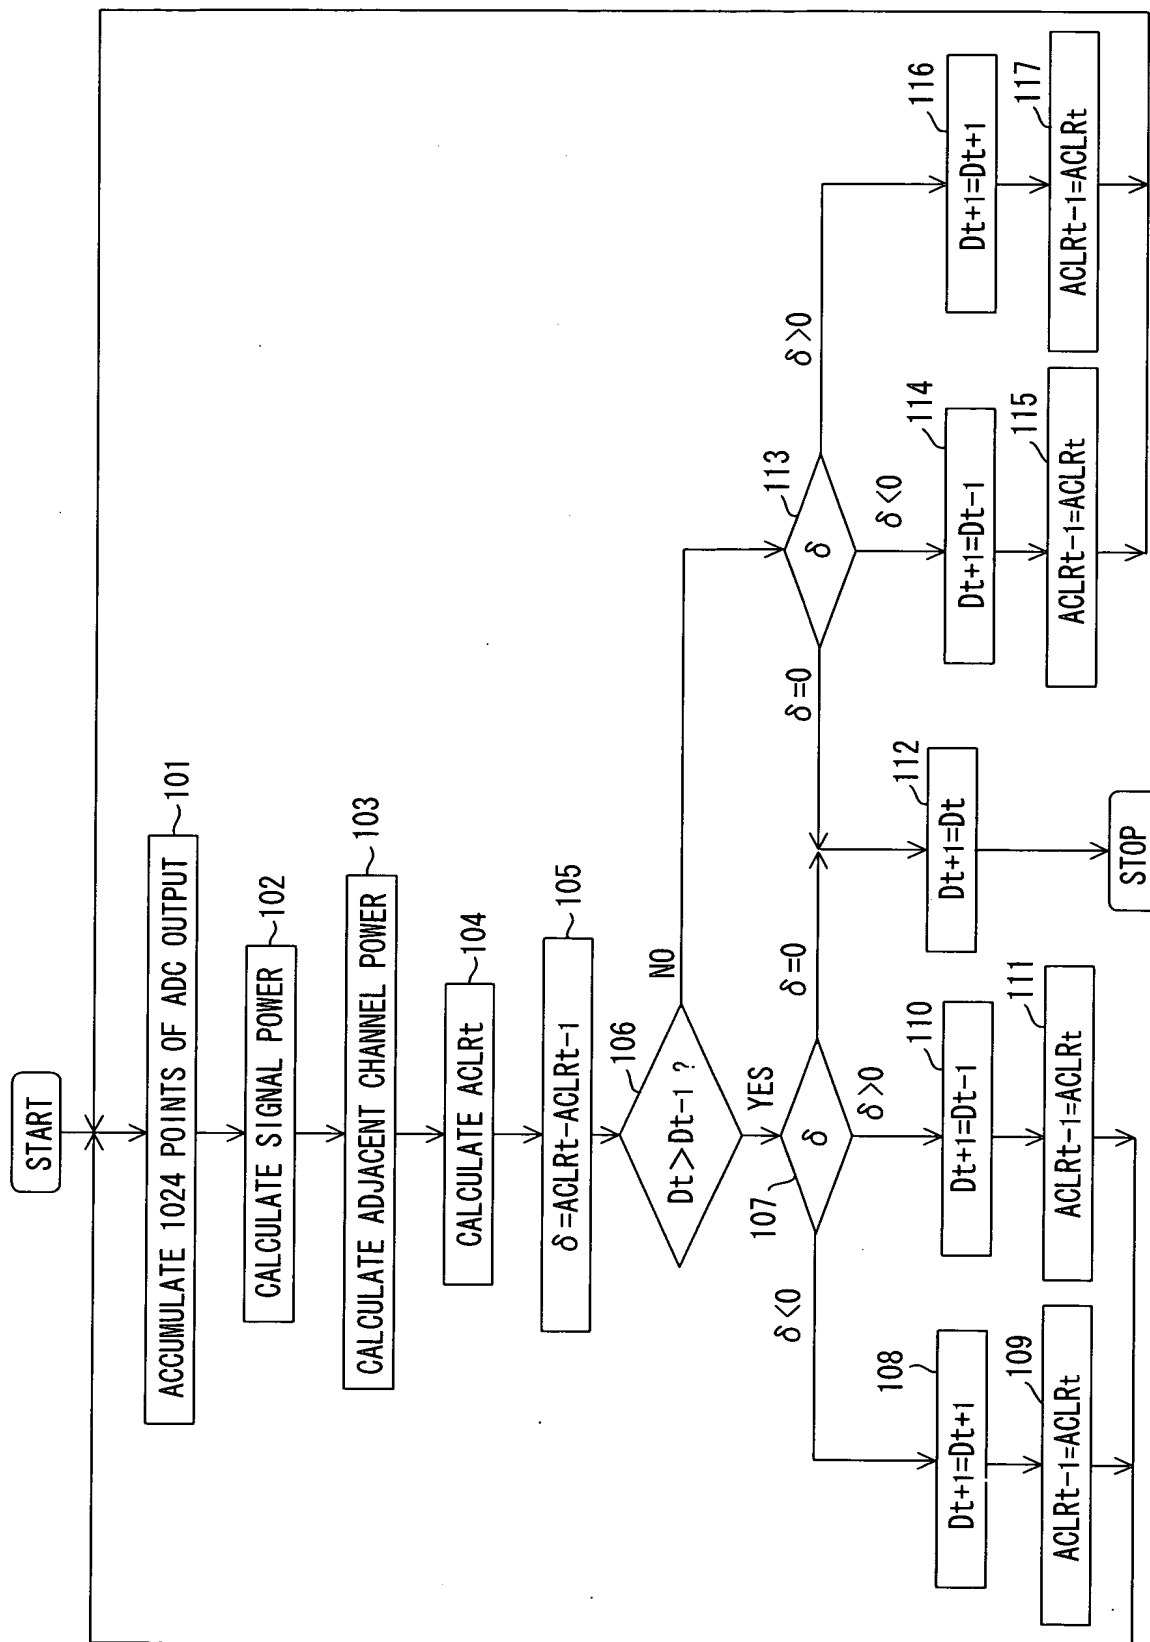 START
ACCUMULATE 1024 POINTS OF ADC OUTPUT
101
CALCULATE SIGNAL POWER
102
CALCULATE ADJACENT CHANNEL POWER
103
CALCULATE ACLRt
104
δ=ACLRt-ACLRt-1
105
Dt>Dt-1 ?
106
NO
YES
δ
107
δ<0
δ>0
δ=0
δ
113
δ=0
δ<0
δ>0
Dt+1=Dt+1
108
Dt+1=Dt-1
110
Dt+1=Dt
112
Dt+1=Dt-1
114
Dt+1=Dt+1
116
ACLRt-1=ACLRt
109
ACLRt-1=ACLRt
111
ACLRt-1=ACLRt
115
ACLRt-1=ACLRt
117
STOP